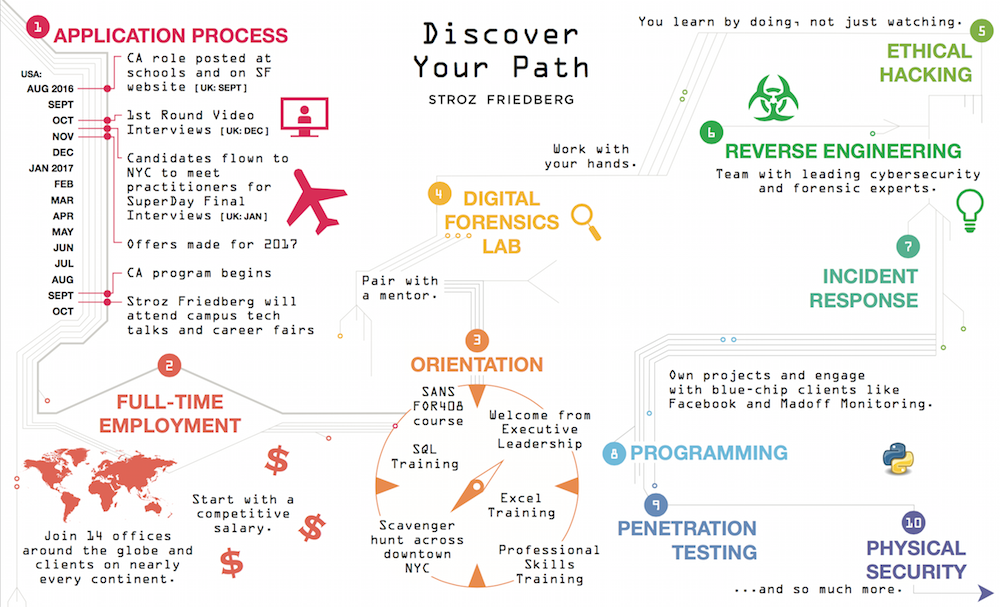 Discover
Your Path
STROZ FRIEDBERG
1
APPLICATION PROCESS
USA:
AUG 2016
SEPT
OCT
NOV
DEC
JAN 2017
FEB
MAR
APR
MAY
JUN
JUL
AUG
SEPT
OCT
CA role posted at
schools and on SF
website [UK: SEPT]
1st Round Video
Interviews [UK: DEC]
Candidates flown to
NYC to meet
practitioners for
SuperDay Final
Interviews [UK: JAN]
Offers made for 2017
CA program begins
Stroz Friedberg will
attend campus tech
talks and career fairs
2
FULL-TIME
EMPLOYMENT
$
$
$
Start with a
competitive
salary.
Join 14 offices
around the globe and
clients on nearly
every continent.
3
ORIENTATION
SANS
FOR408
course
Welcome from
Executive
Leadership
SQL
Training
Excel
Training
Scavenger
hunt across
downtown
NYC
Professional
Skills
Training
Pair with
a mentor.
4
DIGITAL
FORENSICS
LAB
Work with
your hands.
You learn by doing, not just watching.
5
ETHICAL
HACKING
6
REVERSE ENGINEERING
Team with leading cybersecurity
and forensic experts.
7
INCIDENT
RESPONSE
Own projects and engage
with blue-chip clients like
Facebook and Madoff Monitoring.
8
PROGRAMMING
9
PENETRATION
TESTING
10
PHYSICAL
SECURITY
...and so much more.